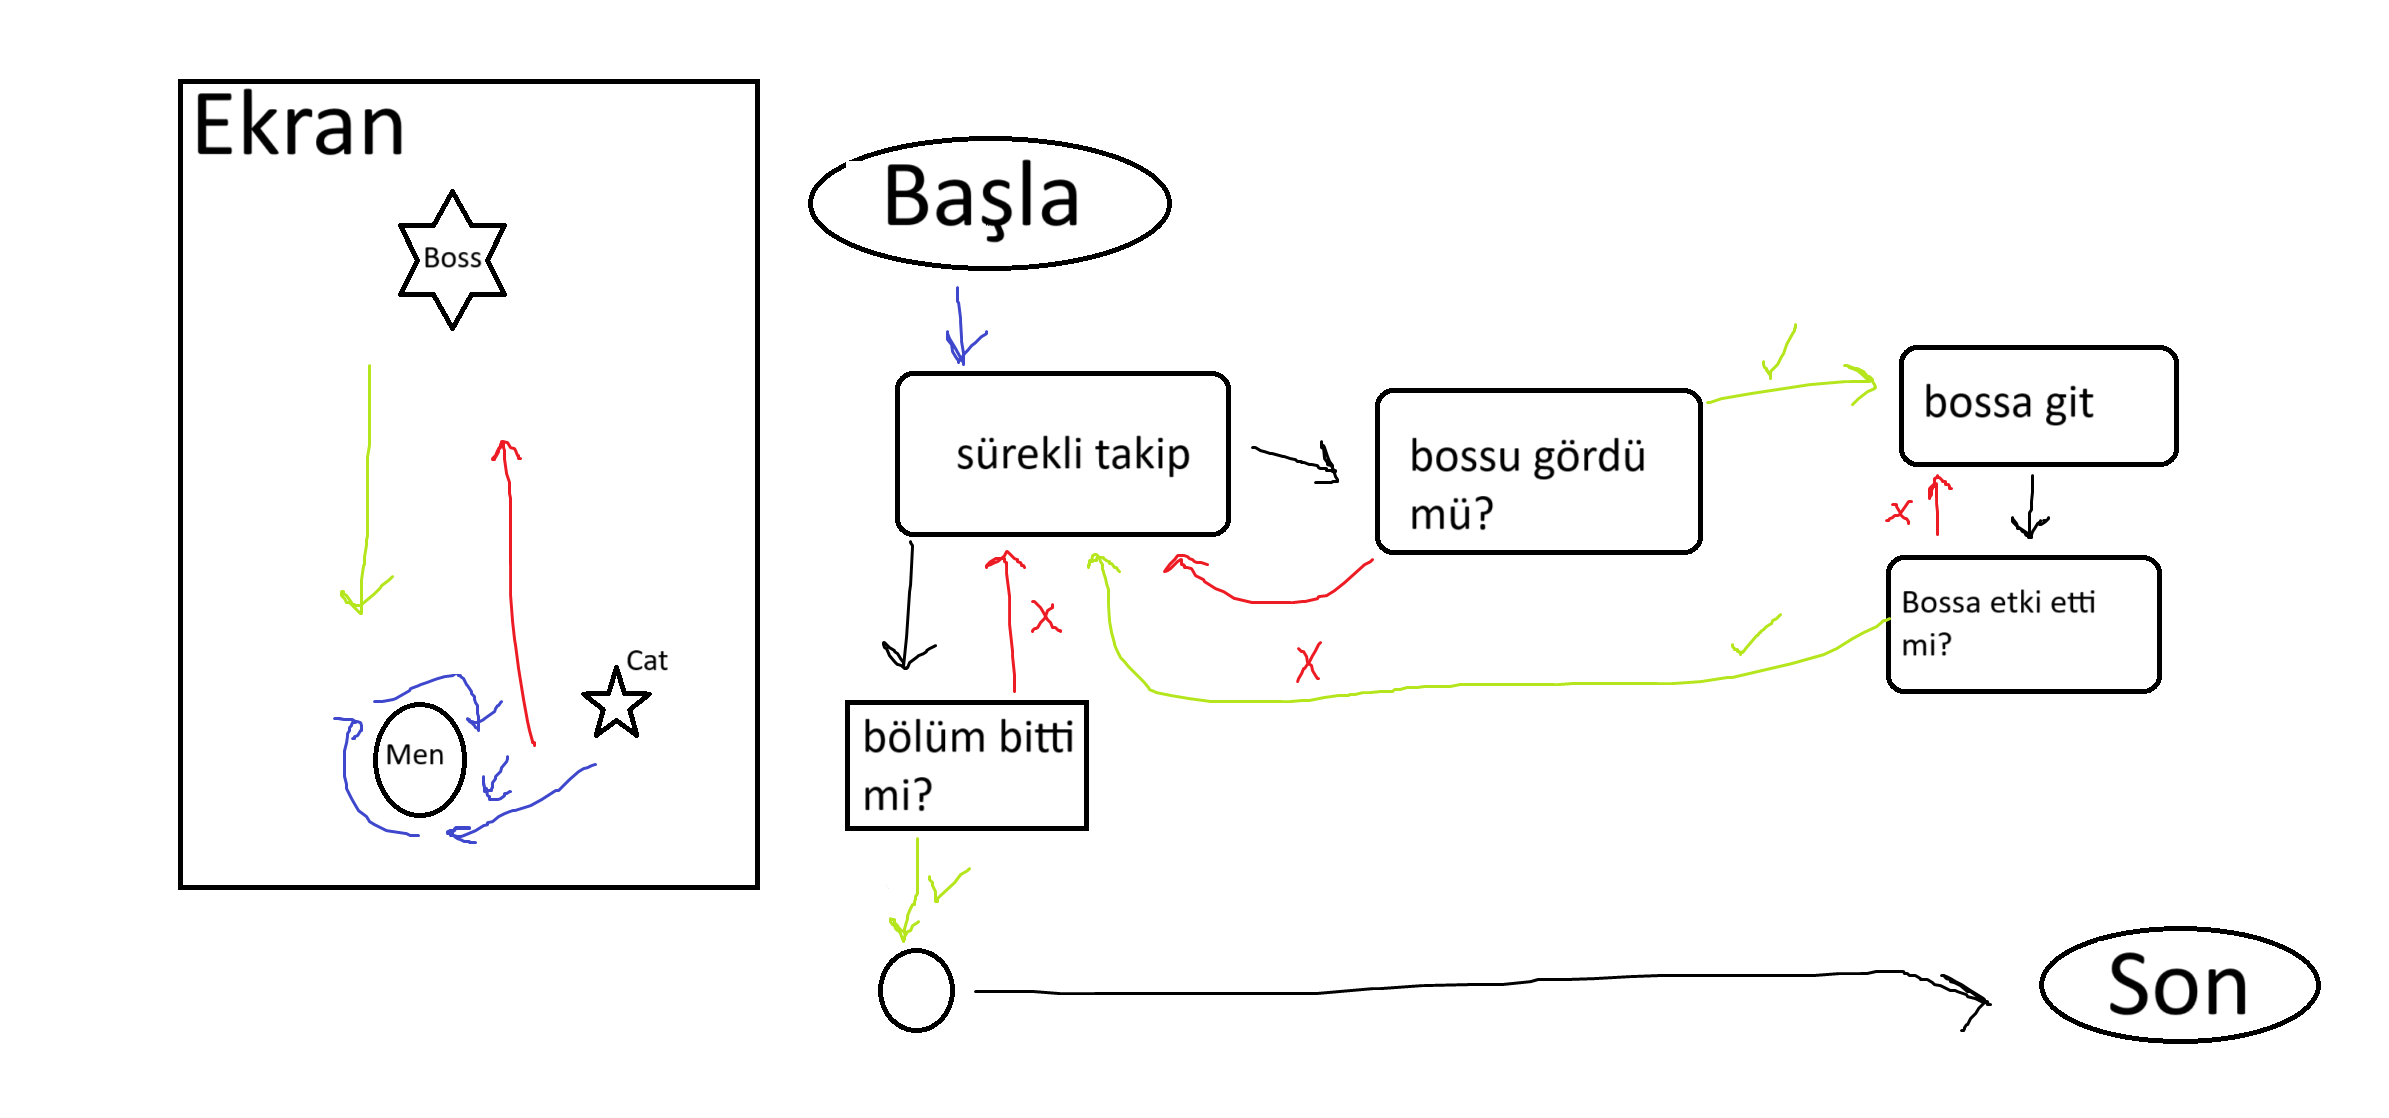 Ekran
Boss
Cat
Men
Başla
sürekli takip
bossu gördü
mü?
bossa git
Bossa etki etti
mi?
x
x
x
bölüm bitti
mi?
Son